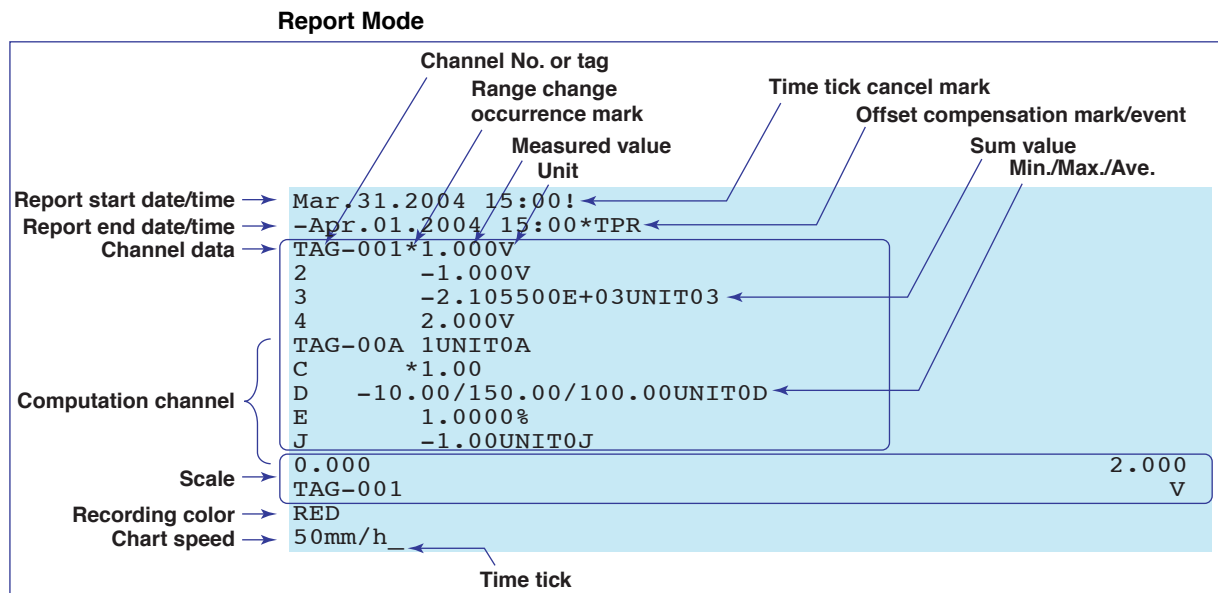 Report Mode
Channel No. or tag
Range change
occurrence mark
Time tick cancel mark
Offset compensation mark/event
Measured value
Unit
Sum value
Min./Max./Ave.
Report start date/time
Mar.31.2004 15:00!
Report end date/time
-Apr.01.2004 15:00*TPR
Channel data
TAG-001*1.000V
2 -1.000V
3 -2.105500E+03UNIT03
4 2.000V
TAG-00A 1UNIT0A
C *1.00
Computation channel
D -10.00/150.00/100.00UNIT0D
E 1.0000%
J -1.00UNIT0J
Scale
0.000 2.000
TAG-001 V
Recording color
RED
Chart speed
50mm/h_
Time tick